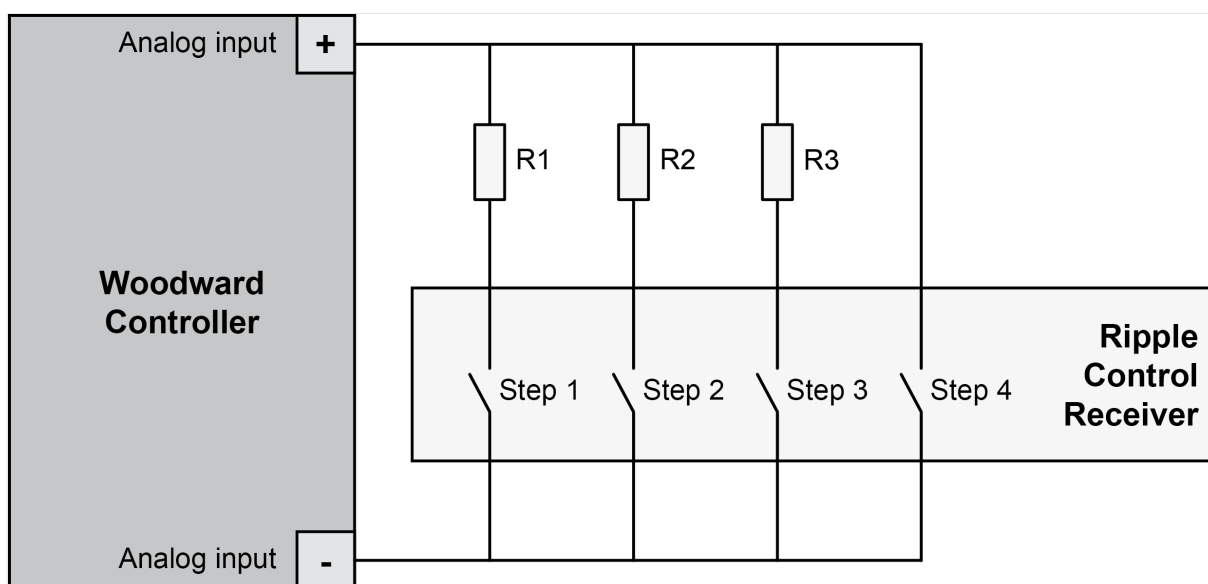 Analog input
+
R1
R2
R3
Woodward
Controller
Ripple
Control
Receiver
Step 1
Step 2
Step 3
Step 4
Analog input
-